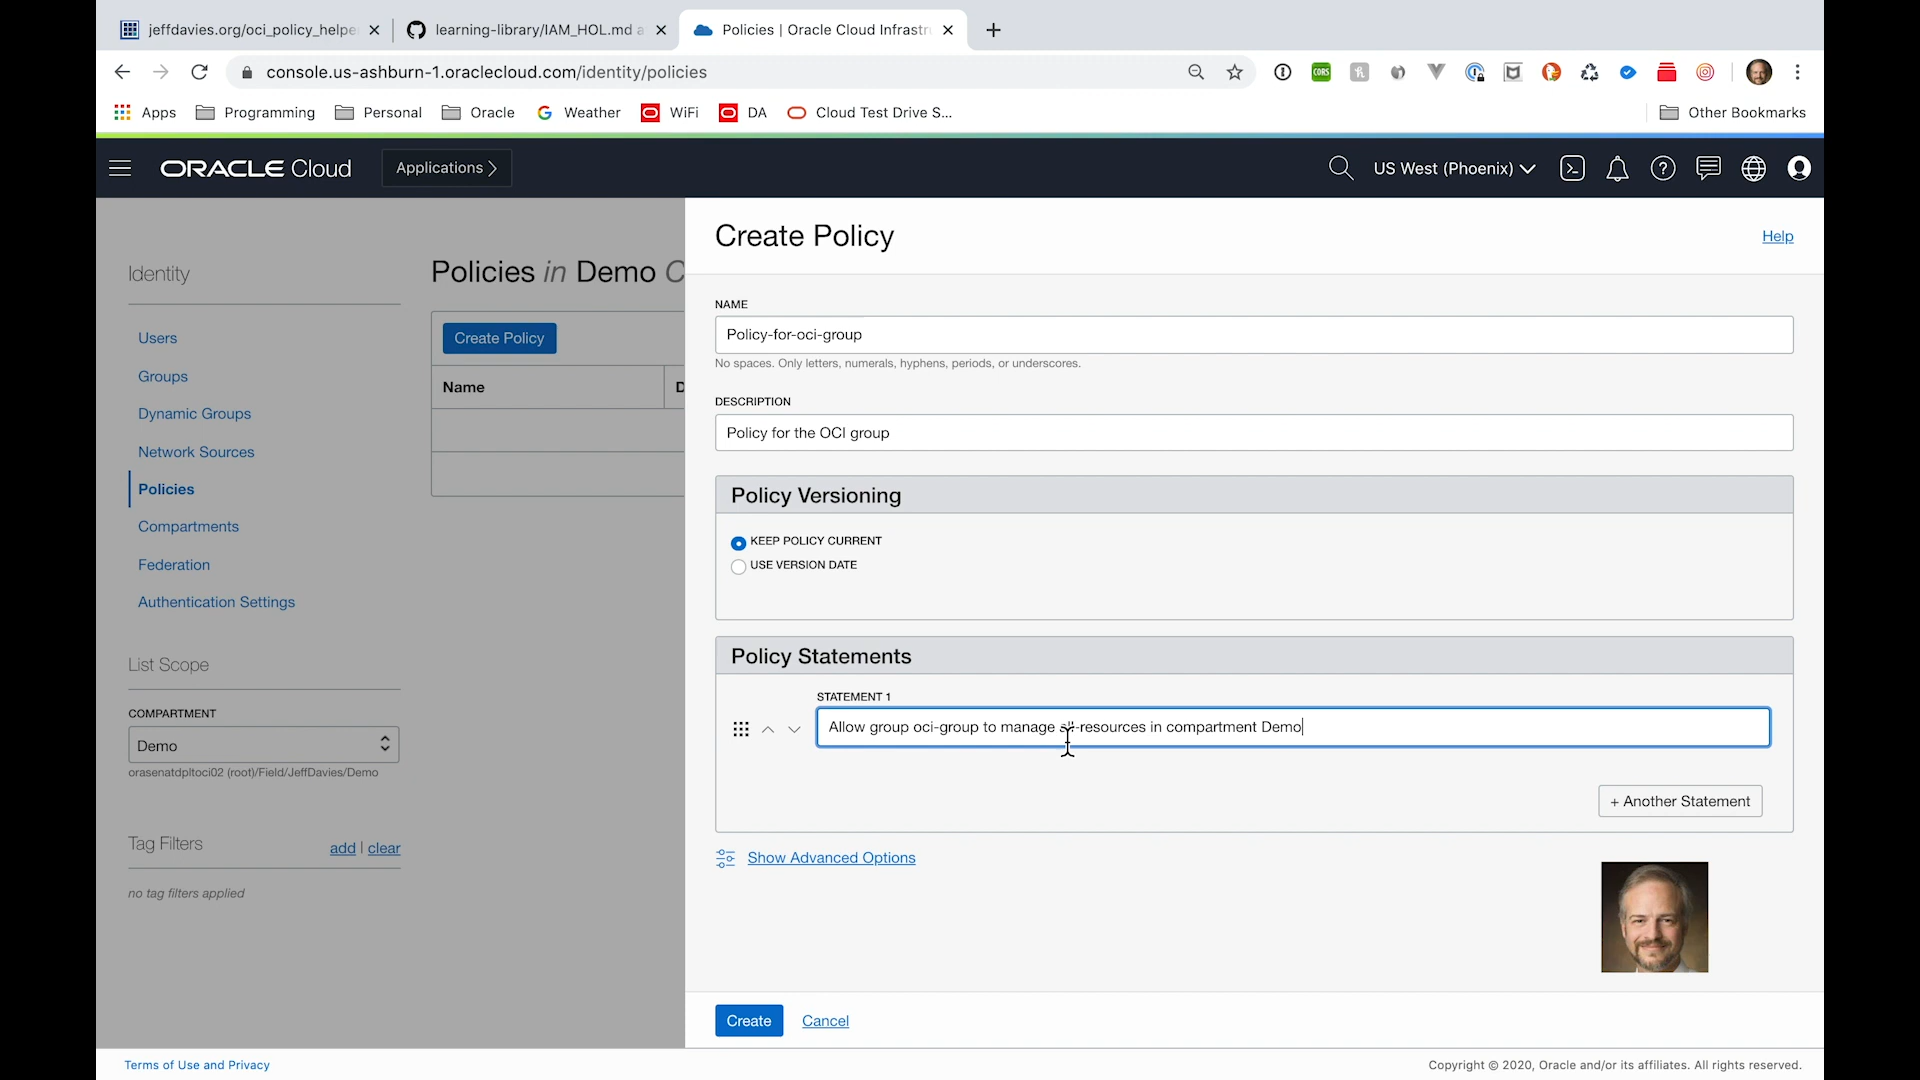 jeffdavies.org/oci_policy_helpe
learning-library/IAM_HOL.md a
Policies | Oracle Cloud Infrastru
console.us-ashburn-1.oraclecloud.com/identity/policies
CORS
Apps
Programming
Personal
Oracle
Weather
WiFi
DA
Cloud Test Drive S...
Other Bookmarks
ORACLE Cloud
Applications
US West (Phoenix)
Create Policy
Help
Identity
Policies in Demo C
NAME
Policy-for-oci-group
No spaces. Only letters, numerals, hyphens, periods, or underscores.
Users
Create Policy
Groups
Name
D
DESCRIPTION
Policy for the OCI group
Dynamic Groups
Network Sources
Policies
Policy Versioning
Compartments
KEEP POLICY CURRENT
Federation
USE VERSION DATE
Authentication Settings
List Scope
Policy Statements
COMPARTMENT
STATEMENT 1
Demo
Allow group oci-group to manage all-resources in compartment Demo
orasenatdpltoci02 (root)/Field/JeffDavies/Demo
+ Another Statement
Tag Filters
add | clear
Show Advanced Options
no tag filters applied
Create
Cancel
Terms of Use and Privacy
Copyright © 2020, Oracle and/or its affiliates. All rights reserved.